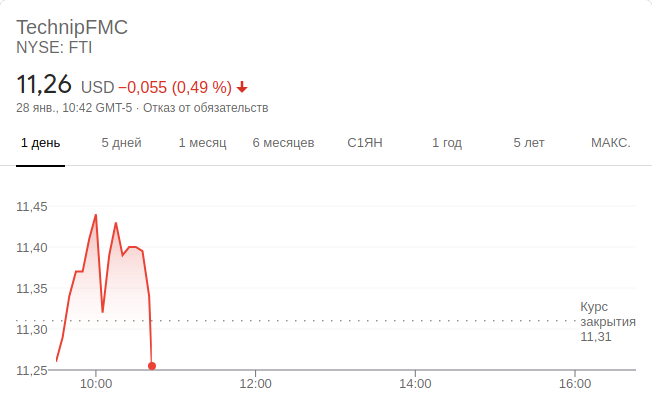 TechnipFMC
NYSE: FTI
11,26 USD −0,055 (0,49 %)
28 янв., 10:42 GMT-5 · Отказ от обязательств
1 день 5 дней 1 месяц 6 месяцев С1ЯН 1 год 5 лет МАКС.
11,45
11,40
11,35
11,30
11,25
Курс
закрытия
11,31
10:00 12:00 14:00 16:00